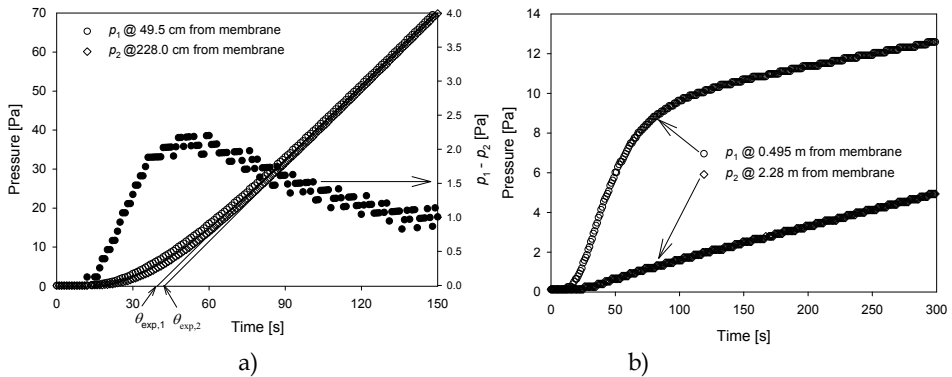 70
60
50
40
30
20
10
0
Pressure [Pa]
p1 @ 49.5 cm from membrane
p2 @228.0 cm from membrane
4.0
3.5
3.0
2.5
2.0
1.5
1.0
0.5
0.0
p1 - p2 [Pa]
0 30 60 90 120 150
θexp,1 θexp,2
Time [s]
a)
14
12
10
8
6
4
2
0
Pressure [Pa]
p1 @ 0.495 m from membrane
p2 @ 2.28 m from membrane
0 50 100 150 200 250 300
Time [s]
b)